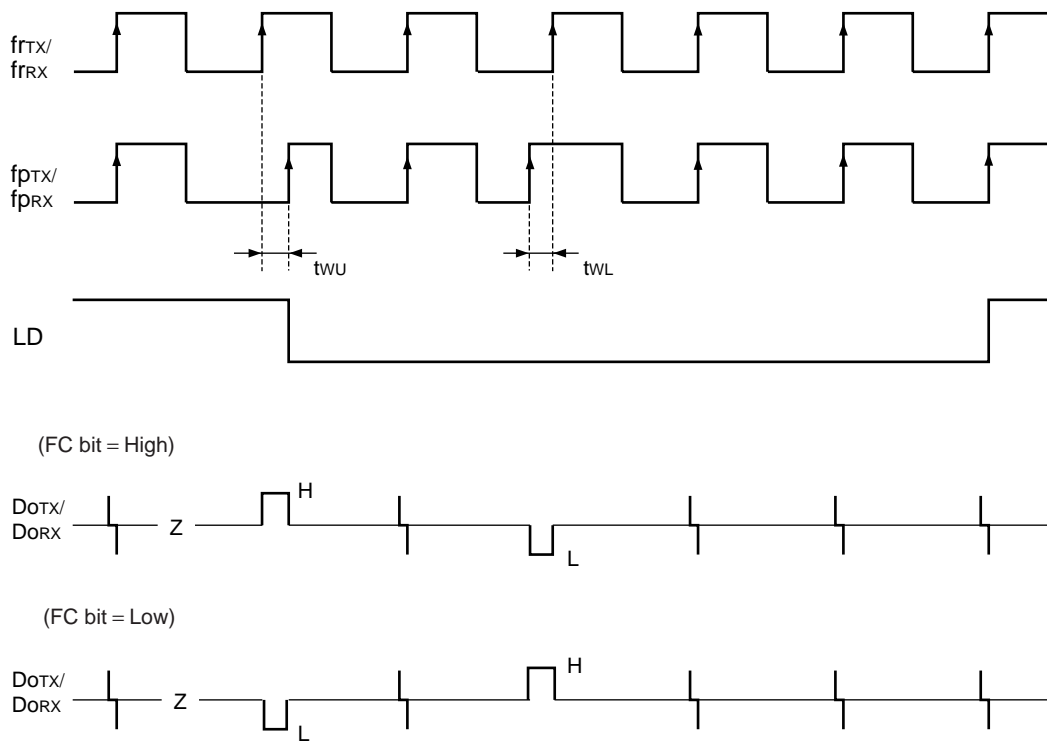 frTX/
frRX
fpTX/
fpRX
tWU
tWL
LD
(FC bit = High)
DoTX/
DoRX
Z
H
L
(FC bit = Low)
DoTX/
DoRX
Z
L
H